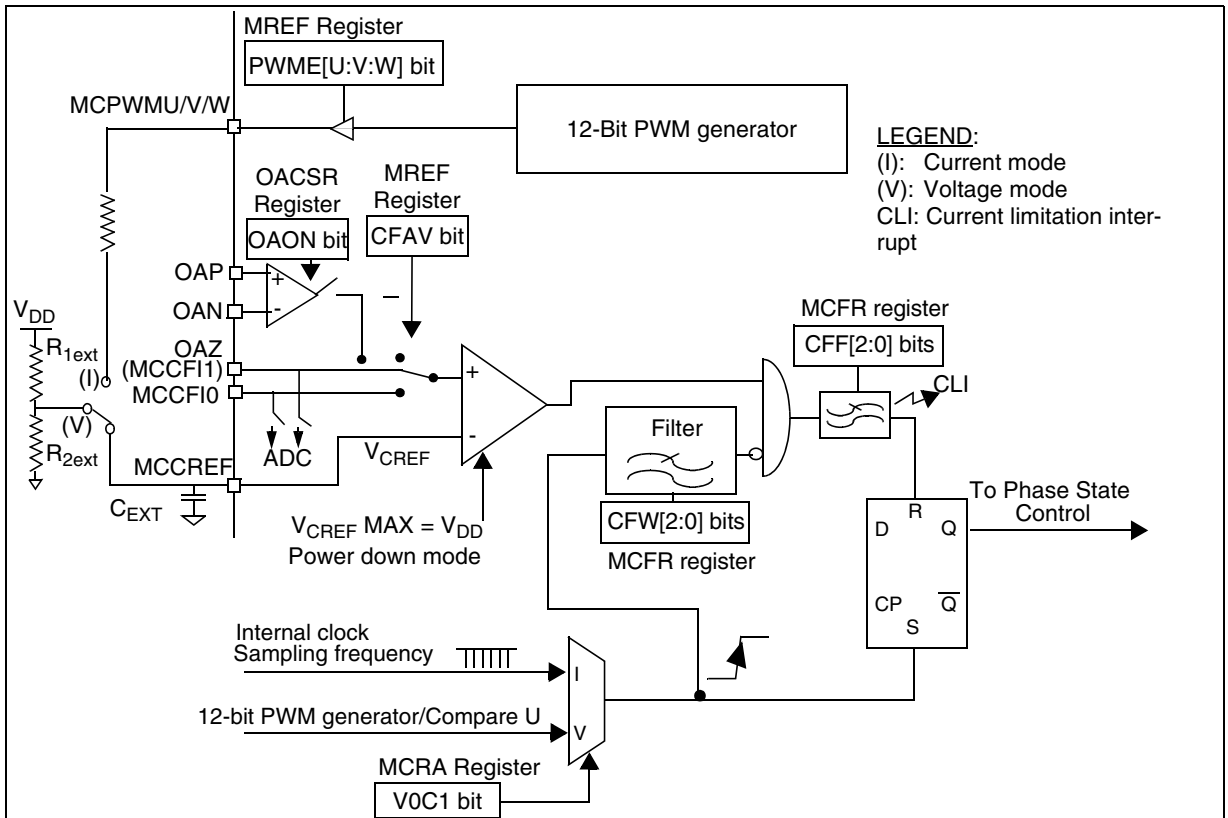 MREF Register
PWME[U:V:W] bit
MCPWMU/V/W
12-Bit PWM generator
LEGEND:
(I): Current mode
(V): Voltage mode
CLI: Current limitation inter-
rupt
OACSR
Register
OAON bit
MREF
Register
CFAV bit
OAP
+
OAN
-
VDD
R1ext
(I)
(V)
R2ext
OAZ
(MCCFI1)
MCCFI0
+
-
ADC
VCREF
MCCREF
CEXT
VCREF MAX = VDD
Power down mode
MCFR register
CFF[2:0] bits
CLI
Filter
CFW[2:0] bits
MCFR register
R
D
Q
CP
Q
S
To Phase State
Control
Internal clock
Sampling frequency
I
12-bit PWM generator/Compare U
V
MCRA Register
V0C1 bit